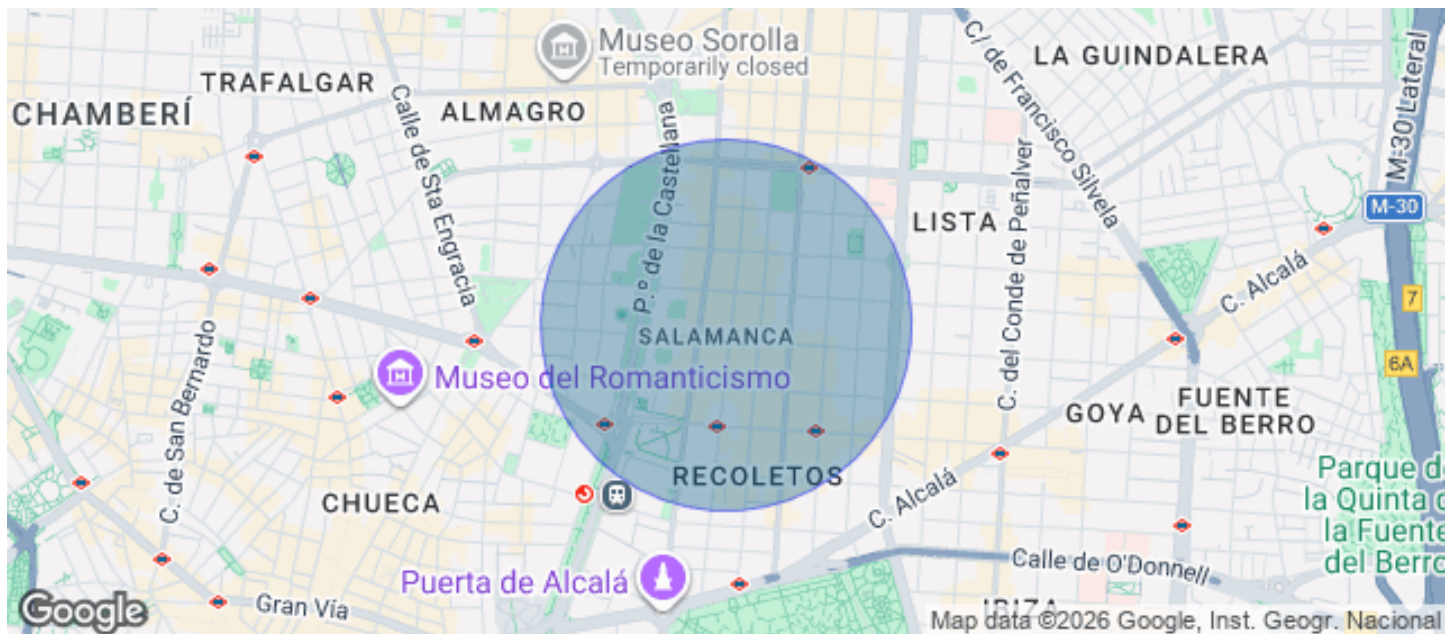 Museo Sorolla
Temporarily closed
C/ de Francisco Silvela
LA GUINDALERA
M-30 Lateral
TRAFALGAR
CHAMBERÍ
ALMAGRO
Calle de Sta Engracia
P.º de la Castellana
C. del Conde de Peñalver
LISTA
M-30
C. Alcalá
7
SALAMANCA
6A
Museo del Romanticismo
C. de San Bernardo
GOYA
FUENTE
DEL BERRO
RECOLETOS
CHUECA
C. Alcalá
Parque d
la Quinta
la Fuente
del Berro
Calle de O'Donnell
Puerta de Alcalá
Gran Vía
IBIZA
Google
Map data ©2026 Google, Inst. Geogr. Nacional